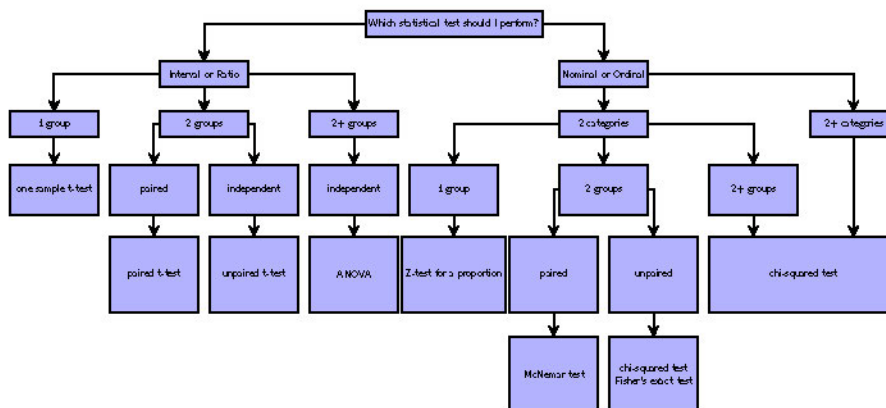 Which statistical test should I perform?
Interval or Ratio
Nominal or Ordinal
1 group
2 groups
2+ groups
2 categories
2+ categories
one sample t-test
paired
independent
independent
1 group
2 groups
2+ groups
paired t-test
unpaired t-test
ANOVA
Z-test for a proportion
paired
unpaired
chi-squared test
McNemar test
chi-squared test
Fisher's exact test